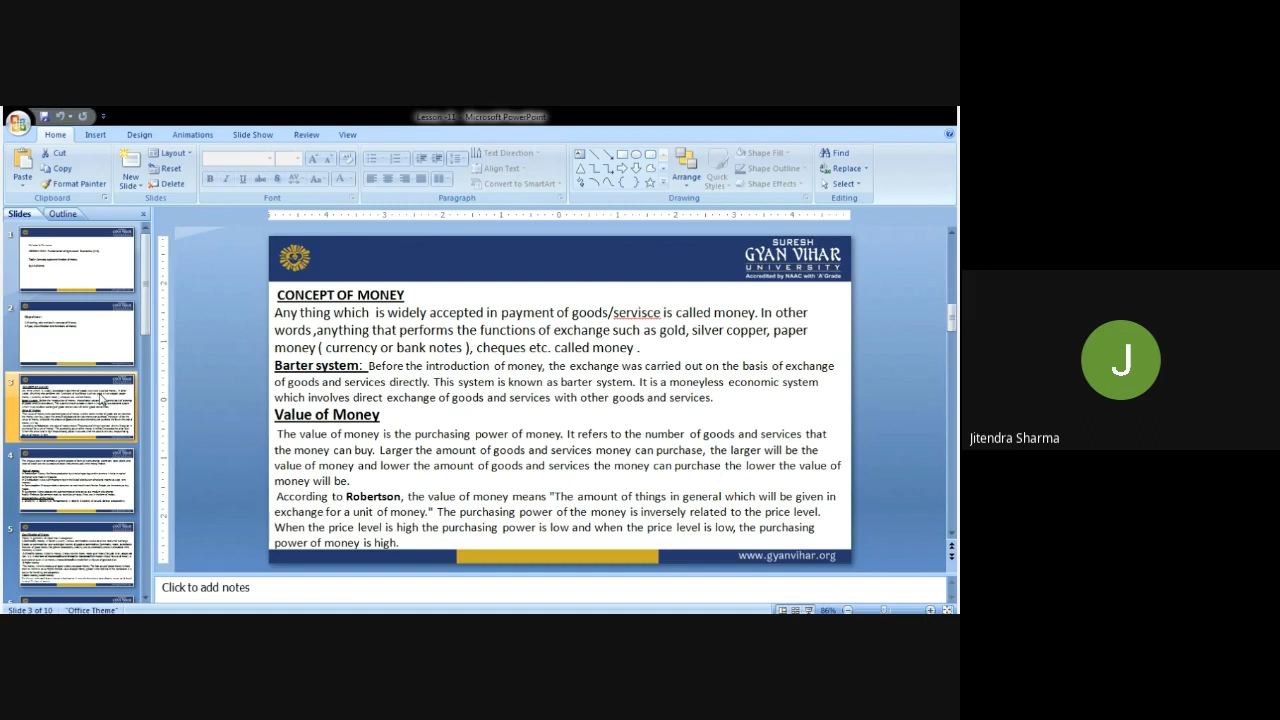 Lesson -11 - Microsoft PowerPoint
Home Insert Design Animations Slide Show Review View
Paste
Cut
Copy
Format Painter
Clipboard
New
Slide
Layout
Reset
Delete
Slides
Font
Text Direction
Align Text
Convert to SmartArt
Paragraph
Arrange
Quick
Styles
Shape Fill
Shape Outline
Shape Effects
Drawing
Find
Replace
Select
Editing
Slides Outline
1
2
3
4
5
SURESH
GYAN VIHAR
UNIVERSITY
Accredited by NAAC with 'A' Grade
CONCEPT OF MONEY
Any thing which is widely accepted in payment of goods/servisce is called money. In other
words ,anything that performs the functions of exchange such as gold, silver copper, paper
money ( currency or bank notes ), cheques etc. called money .
Barter system: Before the introduction of money, the exchange was carried out on the basis of exchange
of goods and services directly. This system is known as barter system. It is a moneyless economic system
which involves direct exchange of goods and services with other goods and services.
Value of Money
The value of money is the purchasing power of money. It refers to the number of goods and services that
the money can buy. Larger the amount of goods and services money can purchase, the larger will be the
value of money and lower the amount of goods and services the money can purchase the lower the value of
money will be.
According to Robertson, the value of money means "The amount of things in general which will be given in
exchange for a unit of money." The purchasing power of the money is inversely related to the price level.
When the price level is high the purchasing power is low and when the price level is low, the purchasing
power of money is high.
www.gyanvihar.org
Click to add notes
Slide 3 of 10 "Office Theme" 86%
J
Jitendra Sharma